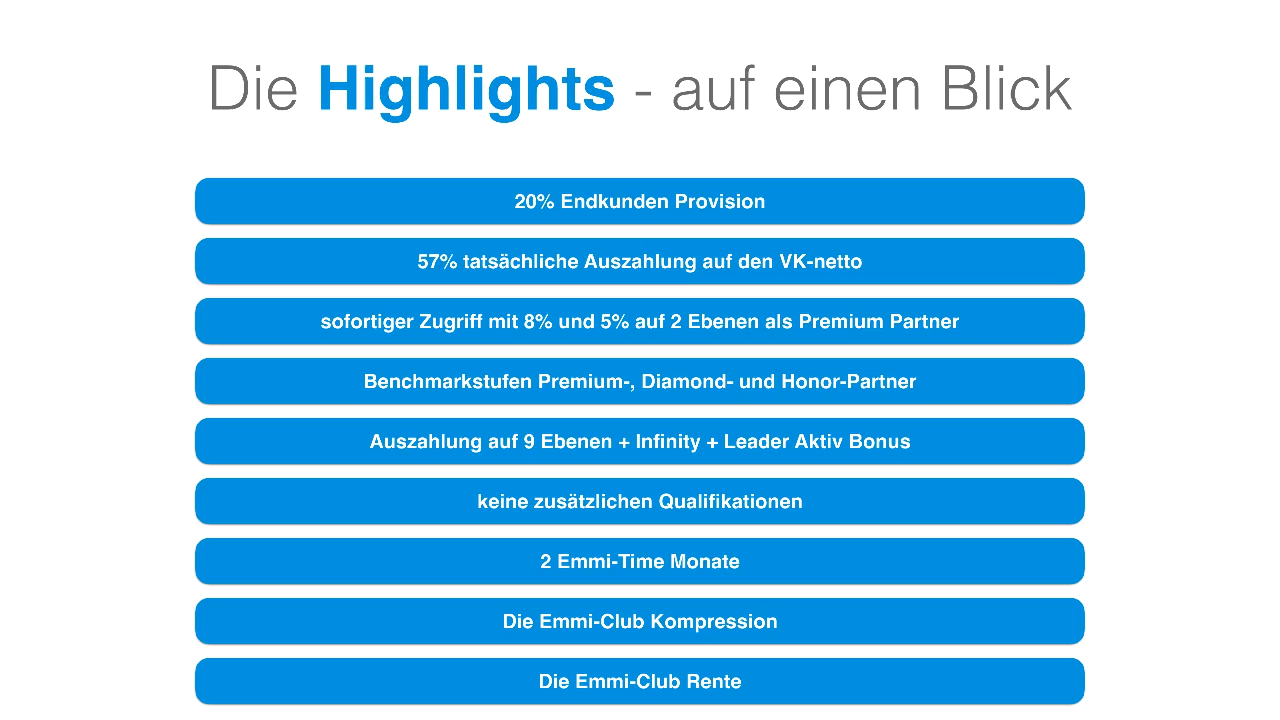 Die Highlights - auf einen Blick
20% Endkunden Provision
57% tatsächliche Auszahlung auf den VK-netto
sofortiger Zugriff mit 8% und 5% auf 2 Ebenen als Premium Partner
Benchmarkstufen Premium-, Diamond- und Honor-Partner
Auszahlung auf 9 Ebenen + Infinity + Leader Aktiv Bonus
keine zusätzlichen Qualifikationen
2 Emmi-Time Monate
Die Emmi-Club Kompression
Die Emmi-Club Rente